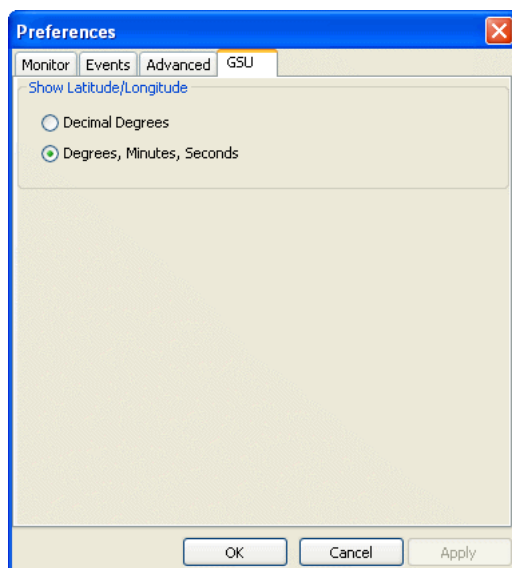 Preferences
Monitor Events Advanced GSU
Show Latitude/Longitude
Decimal Degrees
Degrees, Minutes, Seconds
OK Cancel Apply